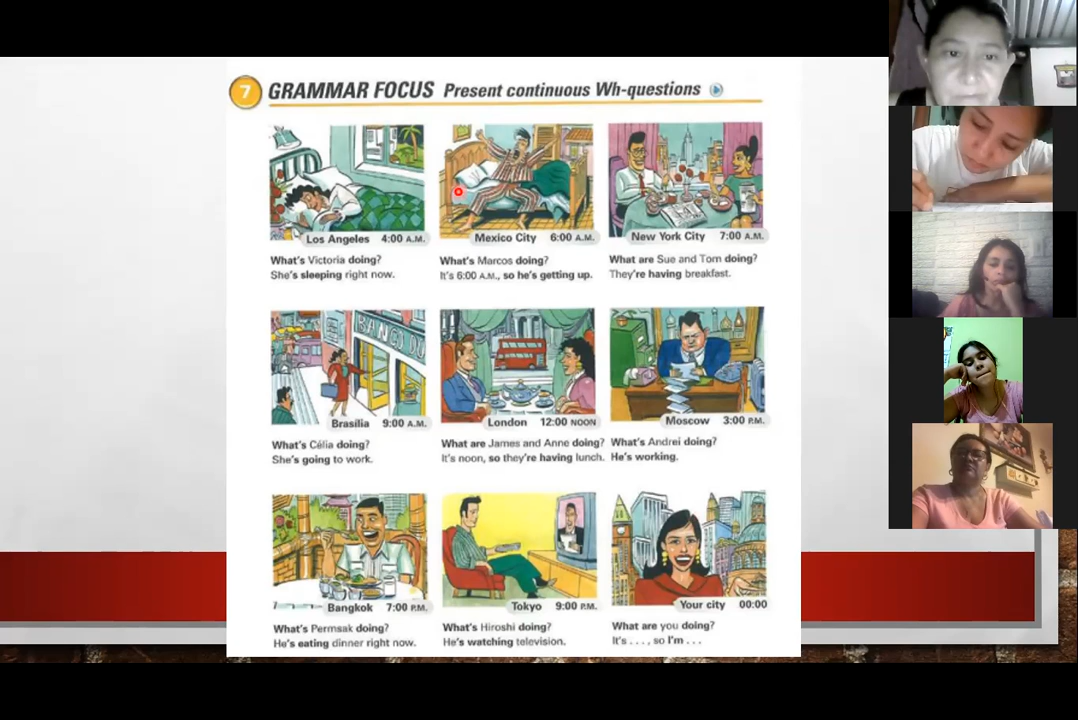 7 GRAMMAR FOCUS Present continuous Wh-questions
Los Angeles 4:00 A.M.
What's Victoria doing?
She's sleeping right now.
Mexico City 6:00 A.M.
What's Marcos doing?
It's 6:00 A.M., so he's getting up.
New York City 7:00 A.M.
What are Sue and Tom doing?
They're having breakfast.
BANCO DU
Brasília 9:00 A.M.
What's Célia doing?
She's going to work.
London 12:00 NOON
What are James and Anne doing?
It's noon, so they're having lunch.
Moscow 3:00 P.M.
What's Andrei doing?
He's working.
Bangkok 7:00 P.M.
What's Permsak doing?
He's eating dinner right now.
Tokyo 9:00 P.M.
What's Hiroshi doing?
He's watching television.
Your city 00:00
What are you doing?
It's . . . , so I'm . . .